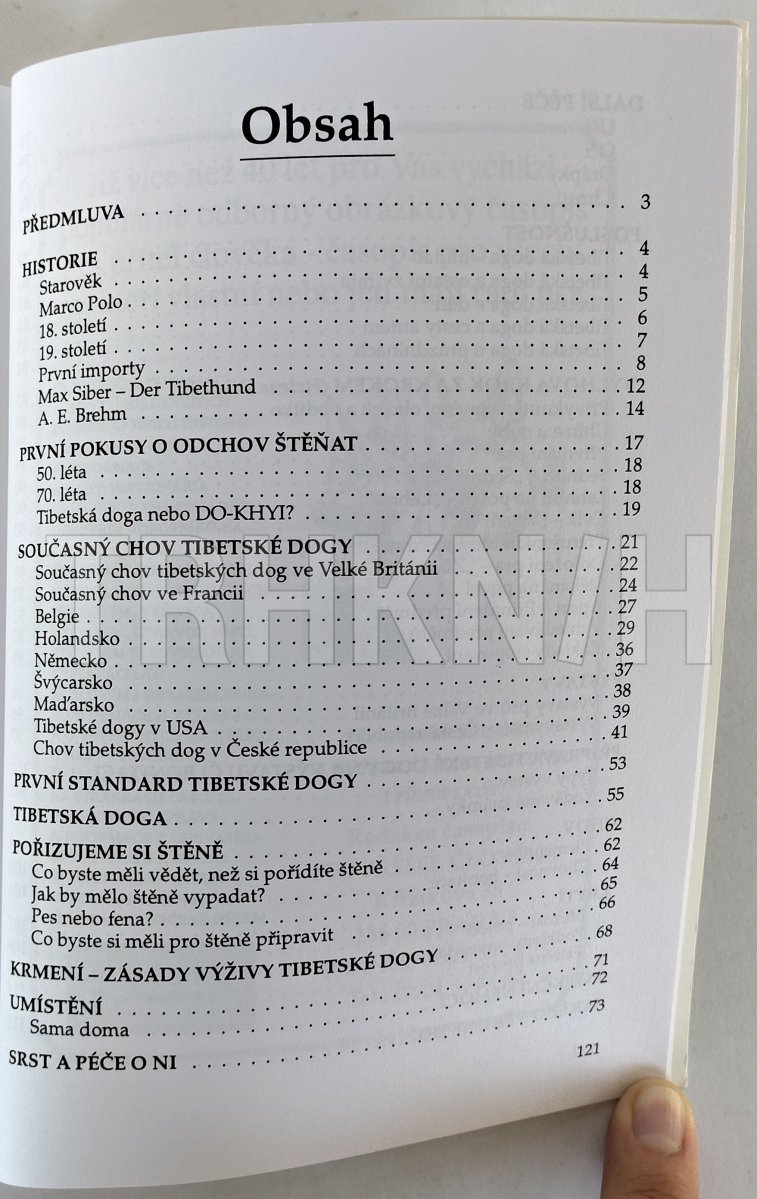 Obsah
PŘEDMLUVA . . . 3
HISTORIE . . . 4
Starověk . . . 4
Marco Polo . . . 5
18. století . . . 6
19. století . . . 7
První importy . . . 8
Max Siber – Der Tibethund . . . 12
A. E. Brehm . . . 14
PRVNÍ POKUSY O ODCHOV ŠTĚŇAT . . . 17
50. léta . . . 18
70. léta . . . 18
Tibetská doga nebo DO-KHYI? . . . 19
SOUČASNÝ CHOV TIBETSKÉ DOGY . . . 21
Současný chov tibetských dog ve Velké Británii . . . 22
Současný chov ve Francii . . . 24
Belgie . . . 27
Holandsko . . . 29
Německo . . . 36
Švýcarsko . . . 37
Maďarsko . . . 38
Tibetské dogy v USA . . . 39
Chov tibetských dog v České republice . . . 41
PRVNÍ STANDARD TIBETSKÉ DOGY . . . 53
TIBETSKÁ DOGA . . . 55
POŘIZUJEME SI ŠTĚNĚ . . . 62
Co byste měli vědět, než si pořídíte štěně . . . 62
Jak by mělo štěně vypadat? . . . 64
Pes nebo fena? . . . 65
Co byste si měli pro štěně připravit . . . 66
KRMENÍ – ZÁSADY VÝŽIVY TIBETSKÉ DOGY . . . 68
UMÍSTĚNÍ . . . 71
Sama doma . . . 72
SRST A PÉČE O NI . . . 73
121